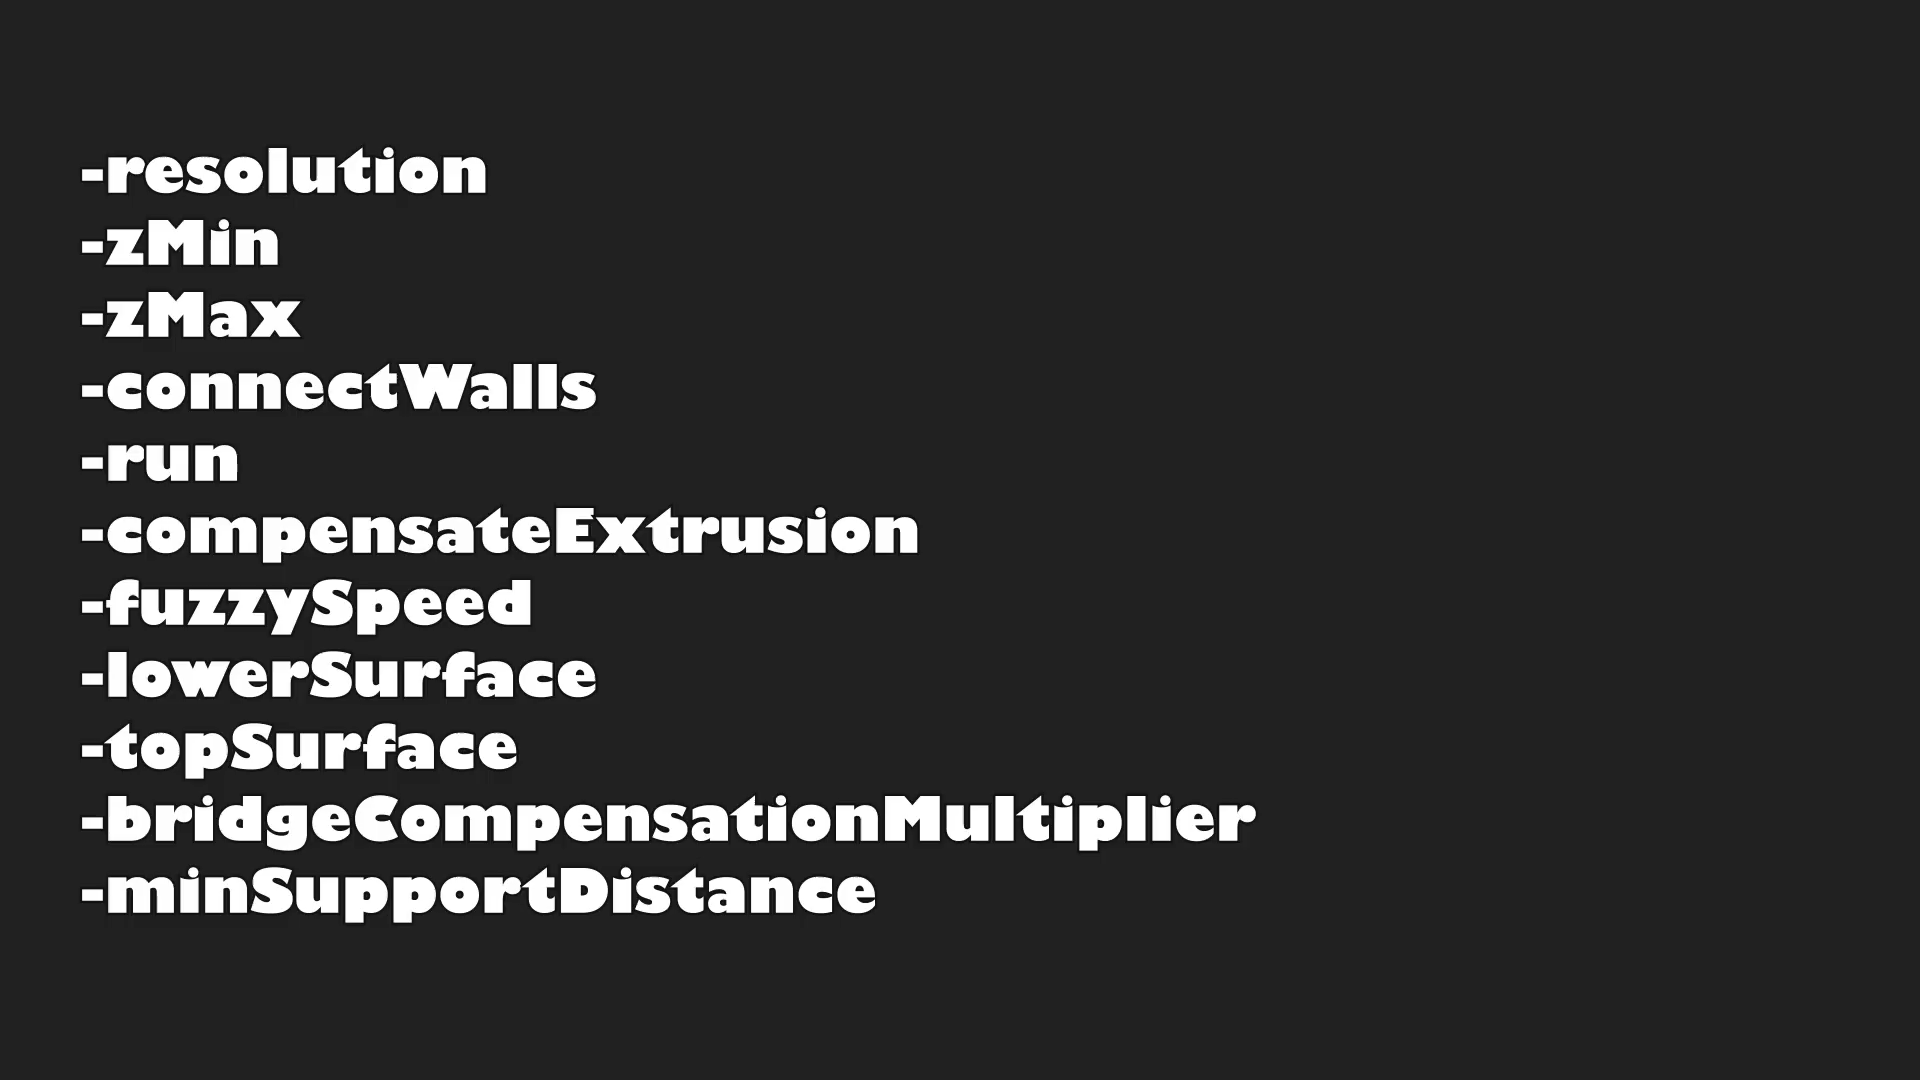 -resolution
-zMin
-zMax
-connectWalls
-run
-compensateExtrusion
-fuzzySpeed
-lowerSurface
-topSurface
-bridgeCompensationMultiplier
-minSupportDistance